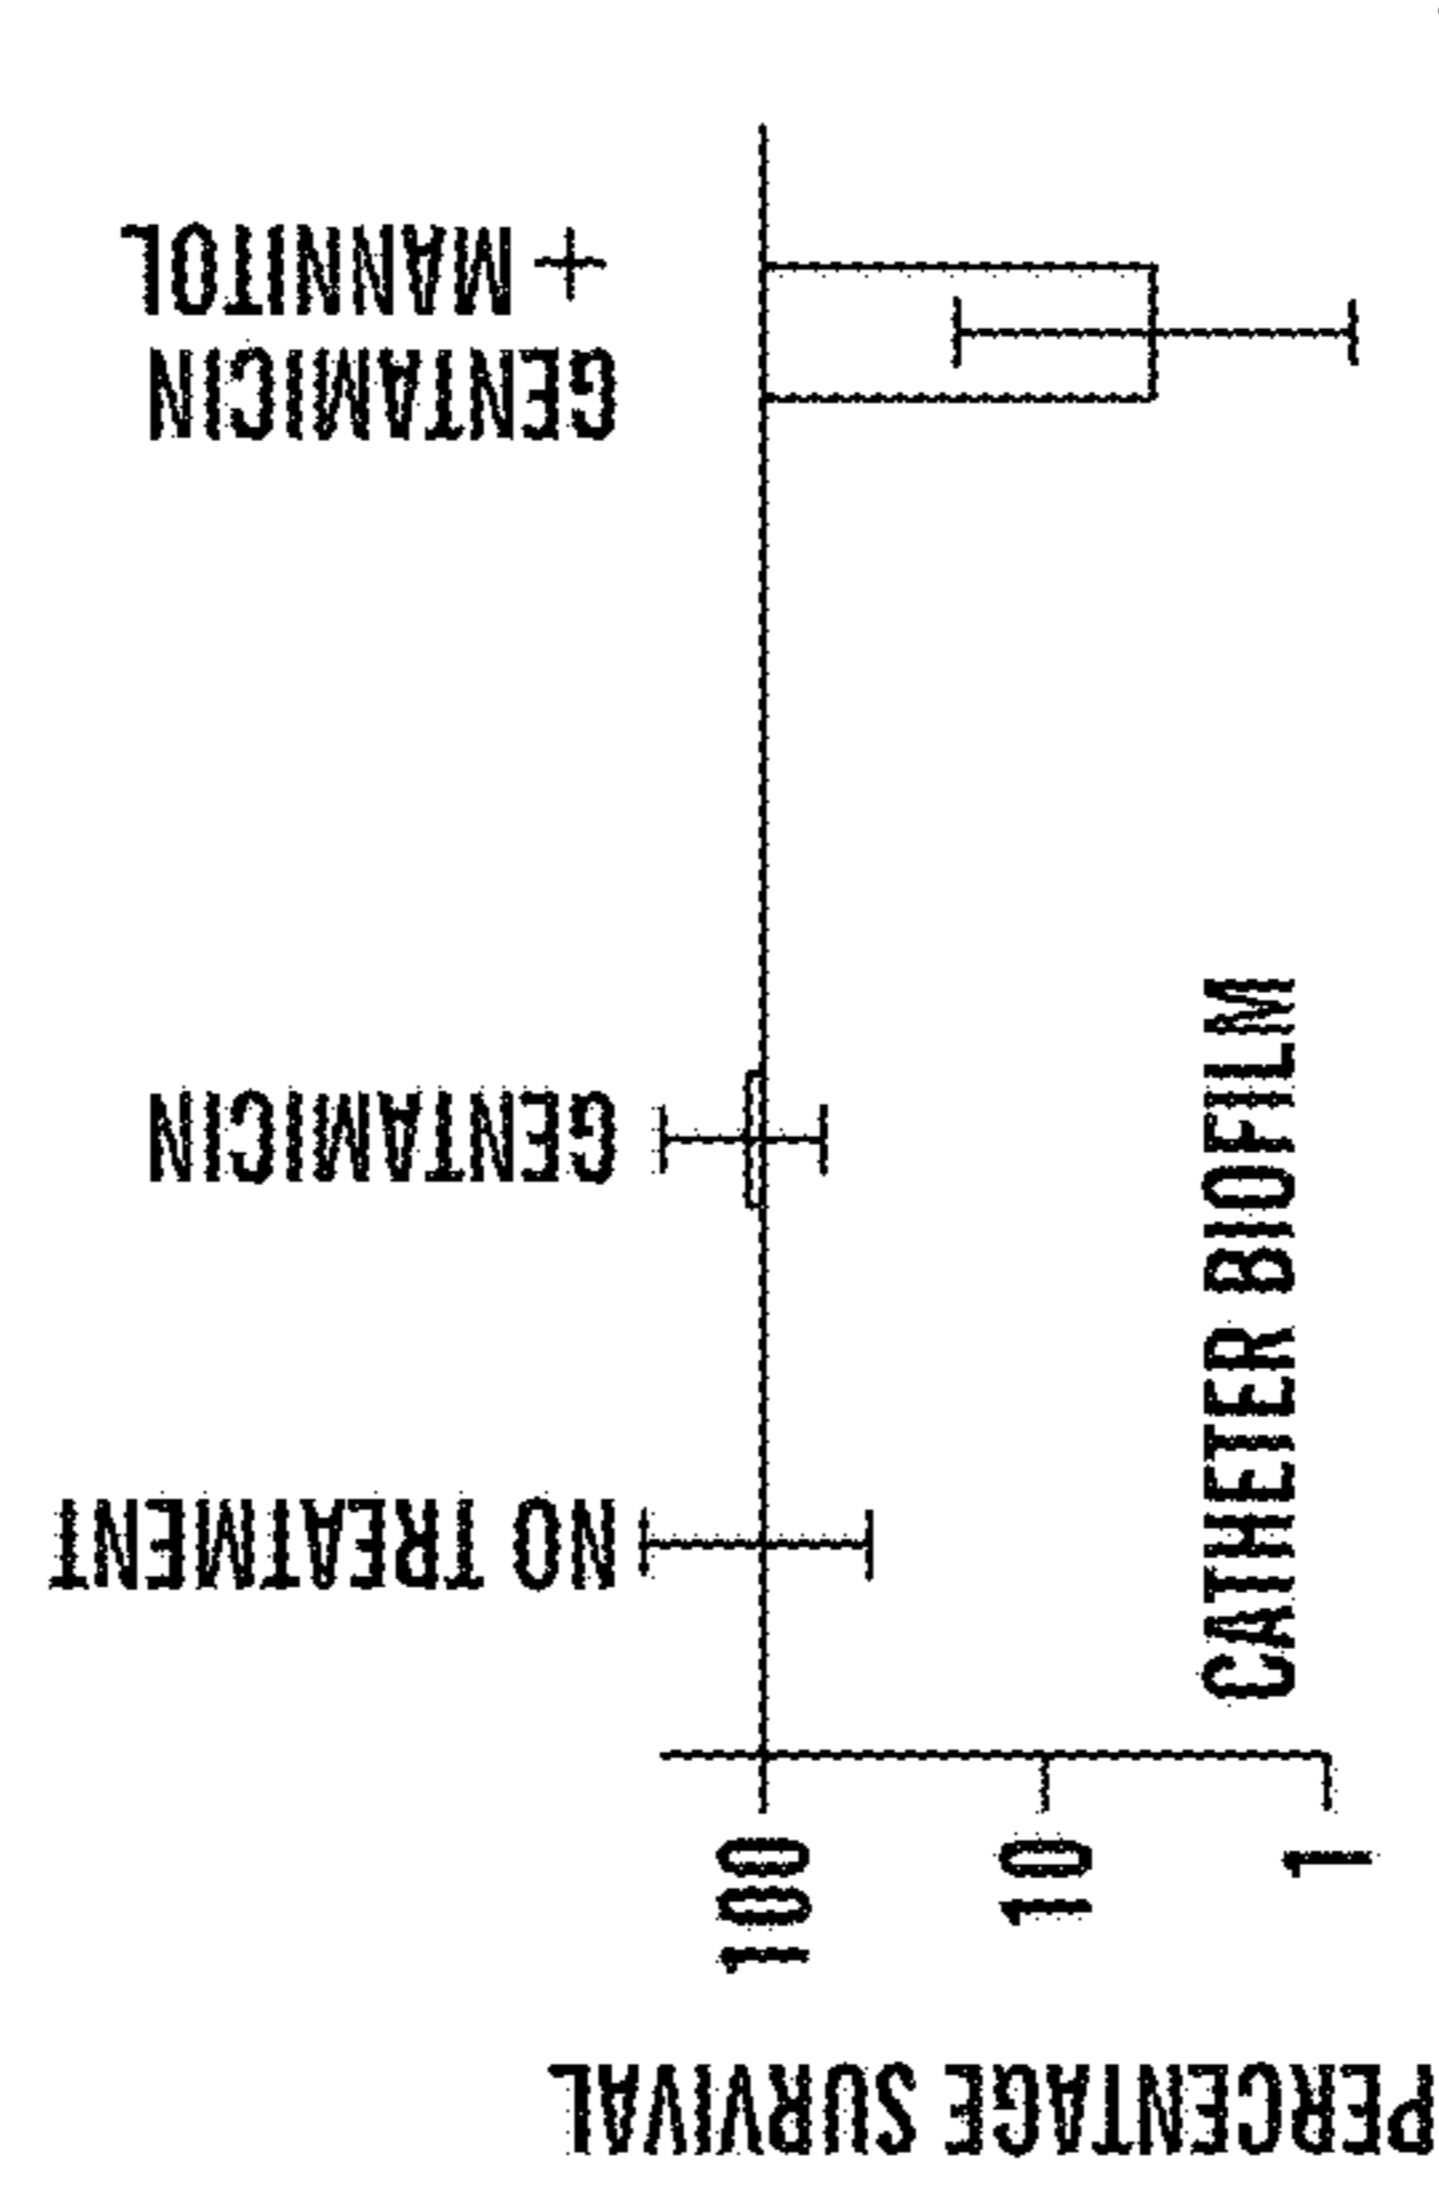 PERCENTAGE SURVIVAL
100
10
1
NO TREATMENT
GENTAMICIN
GENTAMICIN
+ MANNITOL
CATHETER BIOFILM